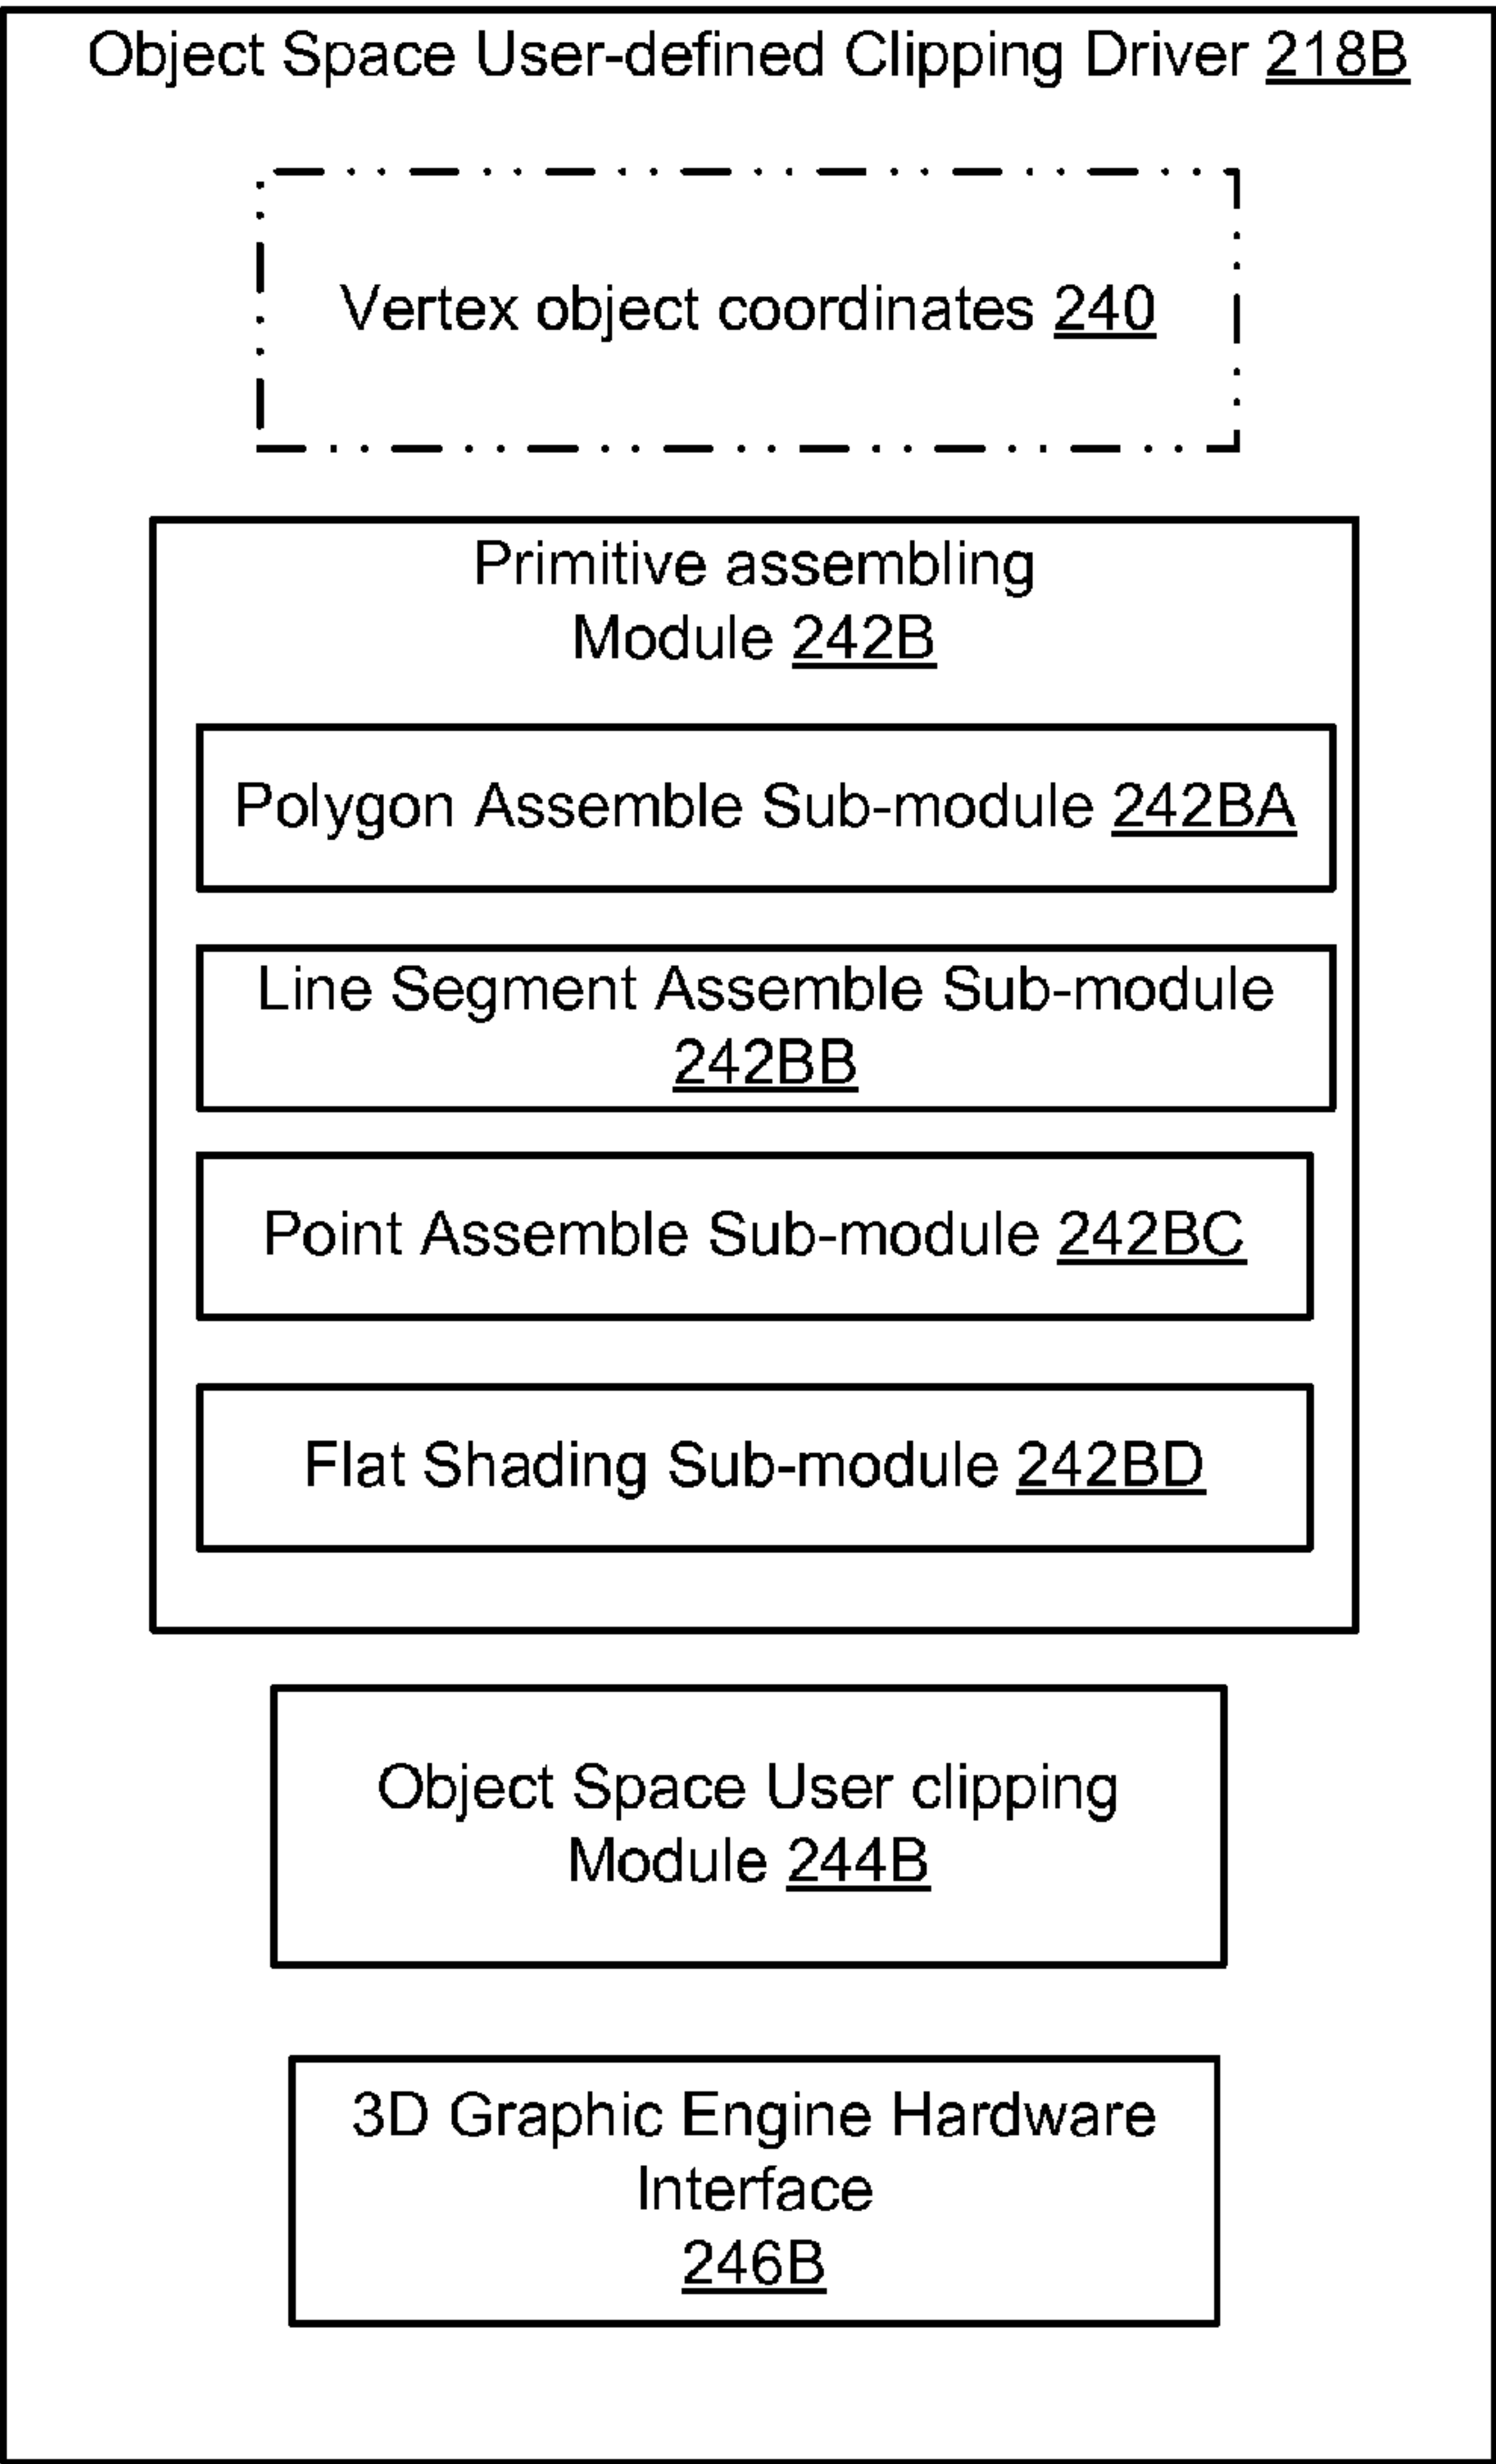 Object Space User-defined Clipping Driver 218B
Vertex object coordinates 240
Primitive assembling
Module 242B
Polygon Assemble Sub-module 242BA
Line Segment Assemble Sub-module
242BB
Point Assemble Sub-module 242BC
Flat Shading Sub-module 242BD
Object Space User clipping
Module 244B
3D Graphic Engine Hardware
Interface
246B